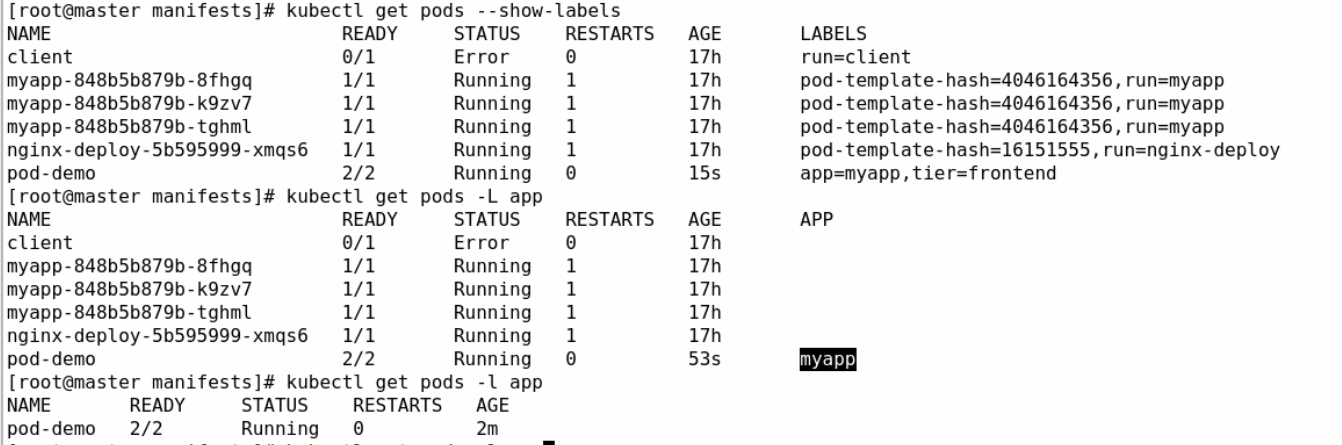 [root@master manifests]# kubectl get pods --show-labels
NAME READY STATUS RESTARTS AGE LABELS
client 0/1 Error 0 17h run=client
myapp-848b5b879b-8fhgq 1/1 Running 1 17h pod-template-hash=4046164356,run=myapp
myapp-848b5b879b-k9zv7 1/1 Running 1 17h pod-template-hash=4046164356,run=myapp
myapp-848b5b879b-tghml 1/1 Running 1 17h pod-template-hash=4046164356,run=myapp
nginx-deploy-5b595999-xmqs6 1/1 Running 1 17h pod-template-hash=16151555,run=nginx-deploy
pod-demo 2/2 Running 0 15s app=myapp,tier=frontend
[root@master manifests]# kubectl get pods -L app
NAME READY STATUS RESTARTS AGE APP
client 0/1 Error 0 17h
myapp-848b5b879b-8fhgq 1/1 Running 1 17h
myapp-848b5b879b-k9zv7 1/1 Running 1 17h
myapp-848b5b879b-tghml 1/1 Running 1 17h
nginx-deploy-5b595999-xmqs6 1/1 Running 1 17h
pod-demo 2/2 Running 0 53s myapp
[root@master manifests]# kubectl get pods -l app
NAME READY STATUS RESTARTS AGE
pod-demo 2/2 Running 0 2m